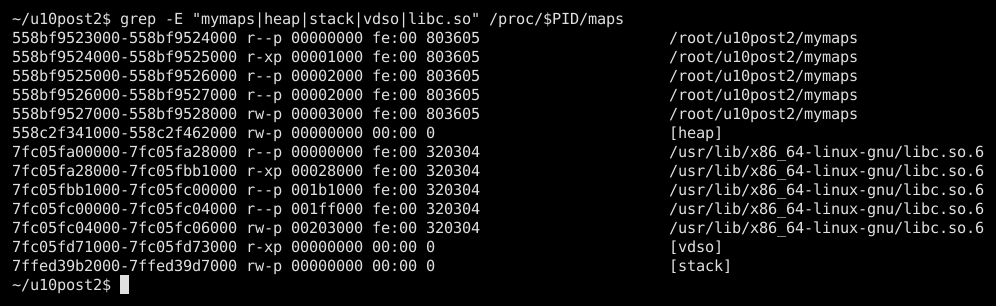 ~/u10post2$ grep -E "mymaps|heap|stack|vdso|libc.so" /proc/$PID/maps
558bf9523000-558bf9524000 r--p 00000000 fe:00 803605 /root/u10post2/mymaps
558bf9524000-558bf9525000 r-xp 00001000 fe:00 803605 /root/u10post2/mymaps
558bf9525000-558bf9526000 r--p 00002000 fe:00 803605 /root/u10post2/mymaps
558bf9526000-558bf9527000 r--p 00002000 fe:00 803605 /root/u10post2/mymaps
558bf9527000-558bf9528000 rw-p 00003000 fe:00 803605 /root/u10post2/mymaps
558c2f341000-558c2f462000 rw-p 00000000 00:00 0 [heap]
7fc05fa00000-7fc05fa28000 r--p 00000000 fe:00 320304 /usr/lib/x86_64-linux-gnu/libc.so.6
7fc05fa28000-7fc05fbb1000 r-xp 00028000 fe:00 320304 /usr/lib/x86_64-linux-gnu/libc.so.6
7fc05fbb1000-7fc05fc00000 r--p 001b1000 fe:00 320304 /usr/lib/x86_64-linux-gnu/libc.so.6
7fc05fc00000-7fc05fc04000 r--p 001ff000 fe:00 320304 /usr/lib/x86_64-linux-gnu/libc.so.6
7fc05fc04000-7fc05fc06000 rw-p 00203000 fe:00 320304 /usr/lib/x86_64-linux-gnu/libc.so.6
7fc05fd71000-7fc05fd73000 r-xp 00000000 00:00 0 [vdso]
7ffed39b2000-7ffed39d7000 rw-p 00000000 00:00 0 [stack]
~/u10post2$